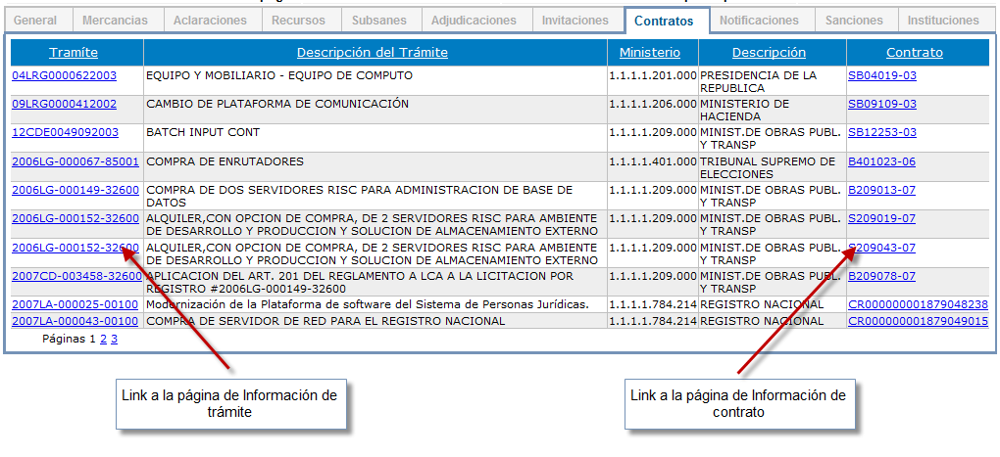 General Mercancias Aclaraciones Recursos Subsanes Adjudicaciones Invitaciones Contratos Notificaciones Sanciones Instituciones
Tramíte Descripción del Trámite Ministerio Descripción Contrato
04LRG0000622003 EQUIPO Y MOBILIARIO - EQUIPO DE COMPUTO 1.1.1.1.201.000 PRESIDENCIA DE LA SB04019-03
REPUBLICA
09LRG0000412002 CAMBIO DE PLATAFORMA DE COMUNICACIÓN 1.1.1.1.206.000 MINISTERIO DE SB09109-03
HACIENDA
12CDE0049092003 BATCH INPUT CONT 1.1.1.1.209.000 MINIST.DE OBRAS PUBL. SB12253-03
Y TRANSP
2006LG-000067-85001 COMPRA DE ENRUTADORES 1.1.1.1.401.000 TRIBUNAL SUPREMO DE B401023-06
ELECCIONES
2006LG-000149-32600 COMPRA DE DOS SERVIDORES RISC PARA ADMINISTRACION DE BASE DE 1.1.1.1.209.000 MINIST.DE OBRAS PUBL. B209013-07
DATOS Y TRANSP
2006LG-000152-32600 ALQUILER,CON OPCION DE COMPRA, DE 2 SERVIDORES RISC PARA AMBIENTE 1.1.1.1.209.000 MINIST.DE OBRAS PUBL. S209019-07
DE DESARROLLO Y PRODUCCION Y SOLUCION DE ALMACENAMIENTO EXTERNO Y TRANSP
2006LG-000152-32600 ALQUILER,CON OPCION DE COMPRA, DE 2 SERVIDORES RISC PARA AMBIENTE 1.1.1.1.209.000 MINIST.DE OBRAS PUBL. S209043-07
DE DESARROLLO Y PRODUCCION Y SOLUCION DE ALMACENAMIENTO EXTERNO Y TRANSP
2007CD-003458-32600 APLICACION DEL ART. 201 DEL REGLAMENTO A LCA A LA LICITACION POR 1.1.1.1.209.000 MINIST.DE OBRAS PUBL. B209078-07
REGISTRO #2006LG-000149-32600 Y TRANSP
2007LA-000025-00100 Modernización de la Plataforma de software del Sistema de Personas Jurídicas. 1.1.1.1.784.214 REGISTRO NACIONAL CR000000001879048238
2007LA-000043-00100 COMPRA DE SERVIDOR DE RED PARA EL REGISTRO NACIONAL 1.1.1.1.784.214 REGISTRO NACIONAL CR000000001879049015
Páginas 1 2 3
Link a la página de Información de
trámite
Link a la página de Información de
contrato